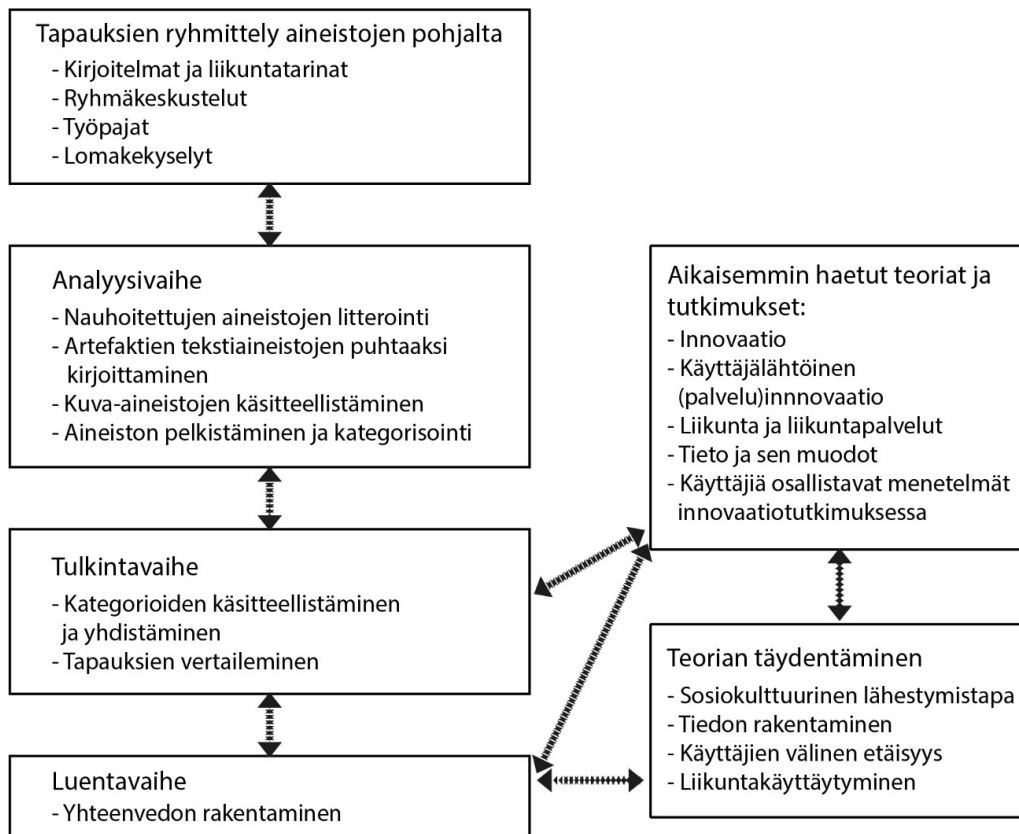 Tapauksien ryhmittely aineistojen pohjalta
- Kirjoitelmat ja liikuntatarinat
- Ryhmäkeskustelut
- Työpajat
- Lomakekyselyt
Analyysivaihe
- Nauhoitettujen aineistojen litterointi
- Artefaktien tekstiaineistojen puhtaaksi
kirjoittaminen
- Kuva-aineistojen käsitteellistäminen
- Aineiston pelkistäminen ja kategorisointi
Tulkintavaihe
- Kategorioiden käsitteellistäminen
ja yhdistäminen
- Tapauksien vertaileminen
Luentavaihe
- Yhteenvedon rakentaminen
Aikaisemmin haetut teoriat ja
tutkimukset:
- Innovaatio
- Käyttäjälähtöinen
(palvelu)innnovaatio
- Liikunta ja liikuntapalvelut
- Tieto ja sen muodot
- Käyttäjiä osallistavat menetelmät
innovaatiotutkimuksessa
Teorian täydentäminen
- Sosiokulttuurinen lähestymistapa
- Tiedon rakentaminen
- Käyttäjien välinen etäisyys
- Liikuntakäyttäytyminen